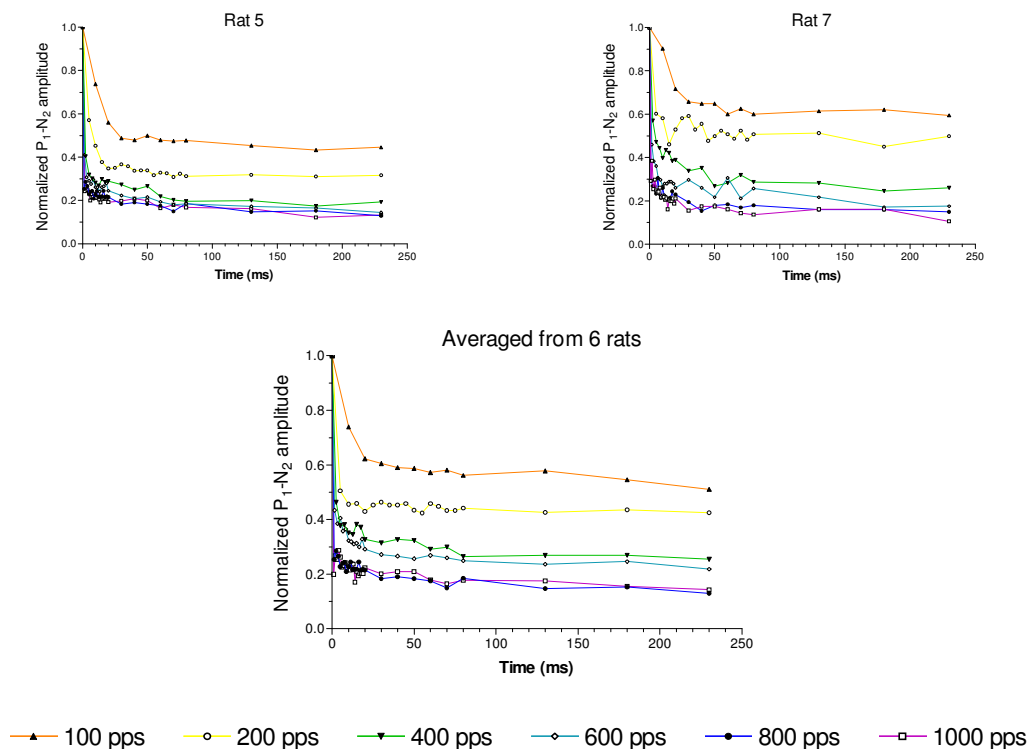 Rat 5
Normalized P1-N2 amplitude
1.0
0.8
0.6
0.4
0.2
0.0
0 50 100 150 200 250
Time (ms)
Rat 7
Normalized P1-N2 amplitude
1.0
0.8
0.6
0.4
0.2
0.0
0 50 100 150 200 250
Time (ms)
Averaged from 6 rats
Normalized P1-N2 amplitude
1.0
0.8
0.6
0.4
0.2
0.0
0 50 100 150 200 250
Time (ms)
100 pps 200 pps 400 pps 600 pps 800 pps 1000 pps